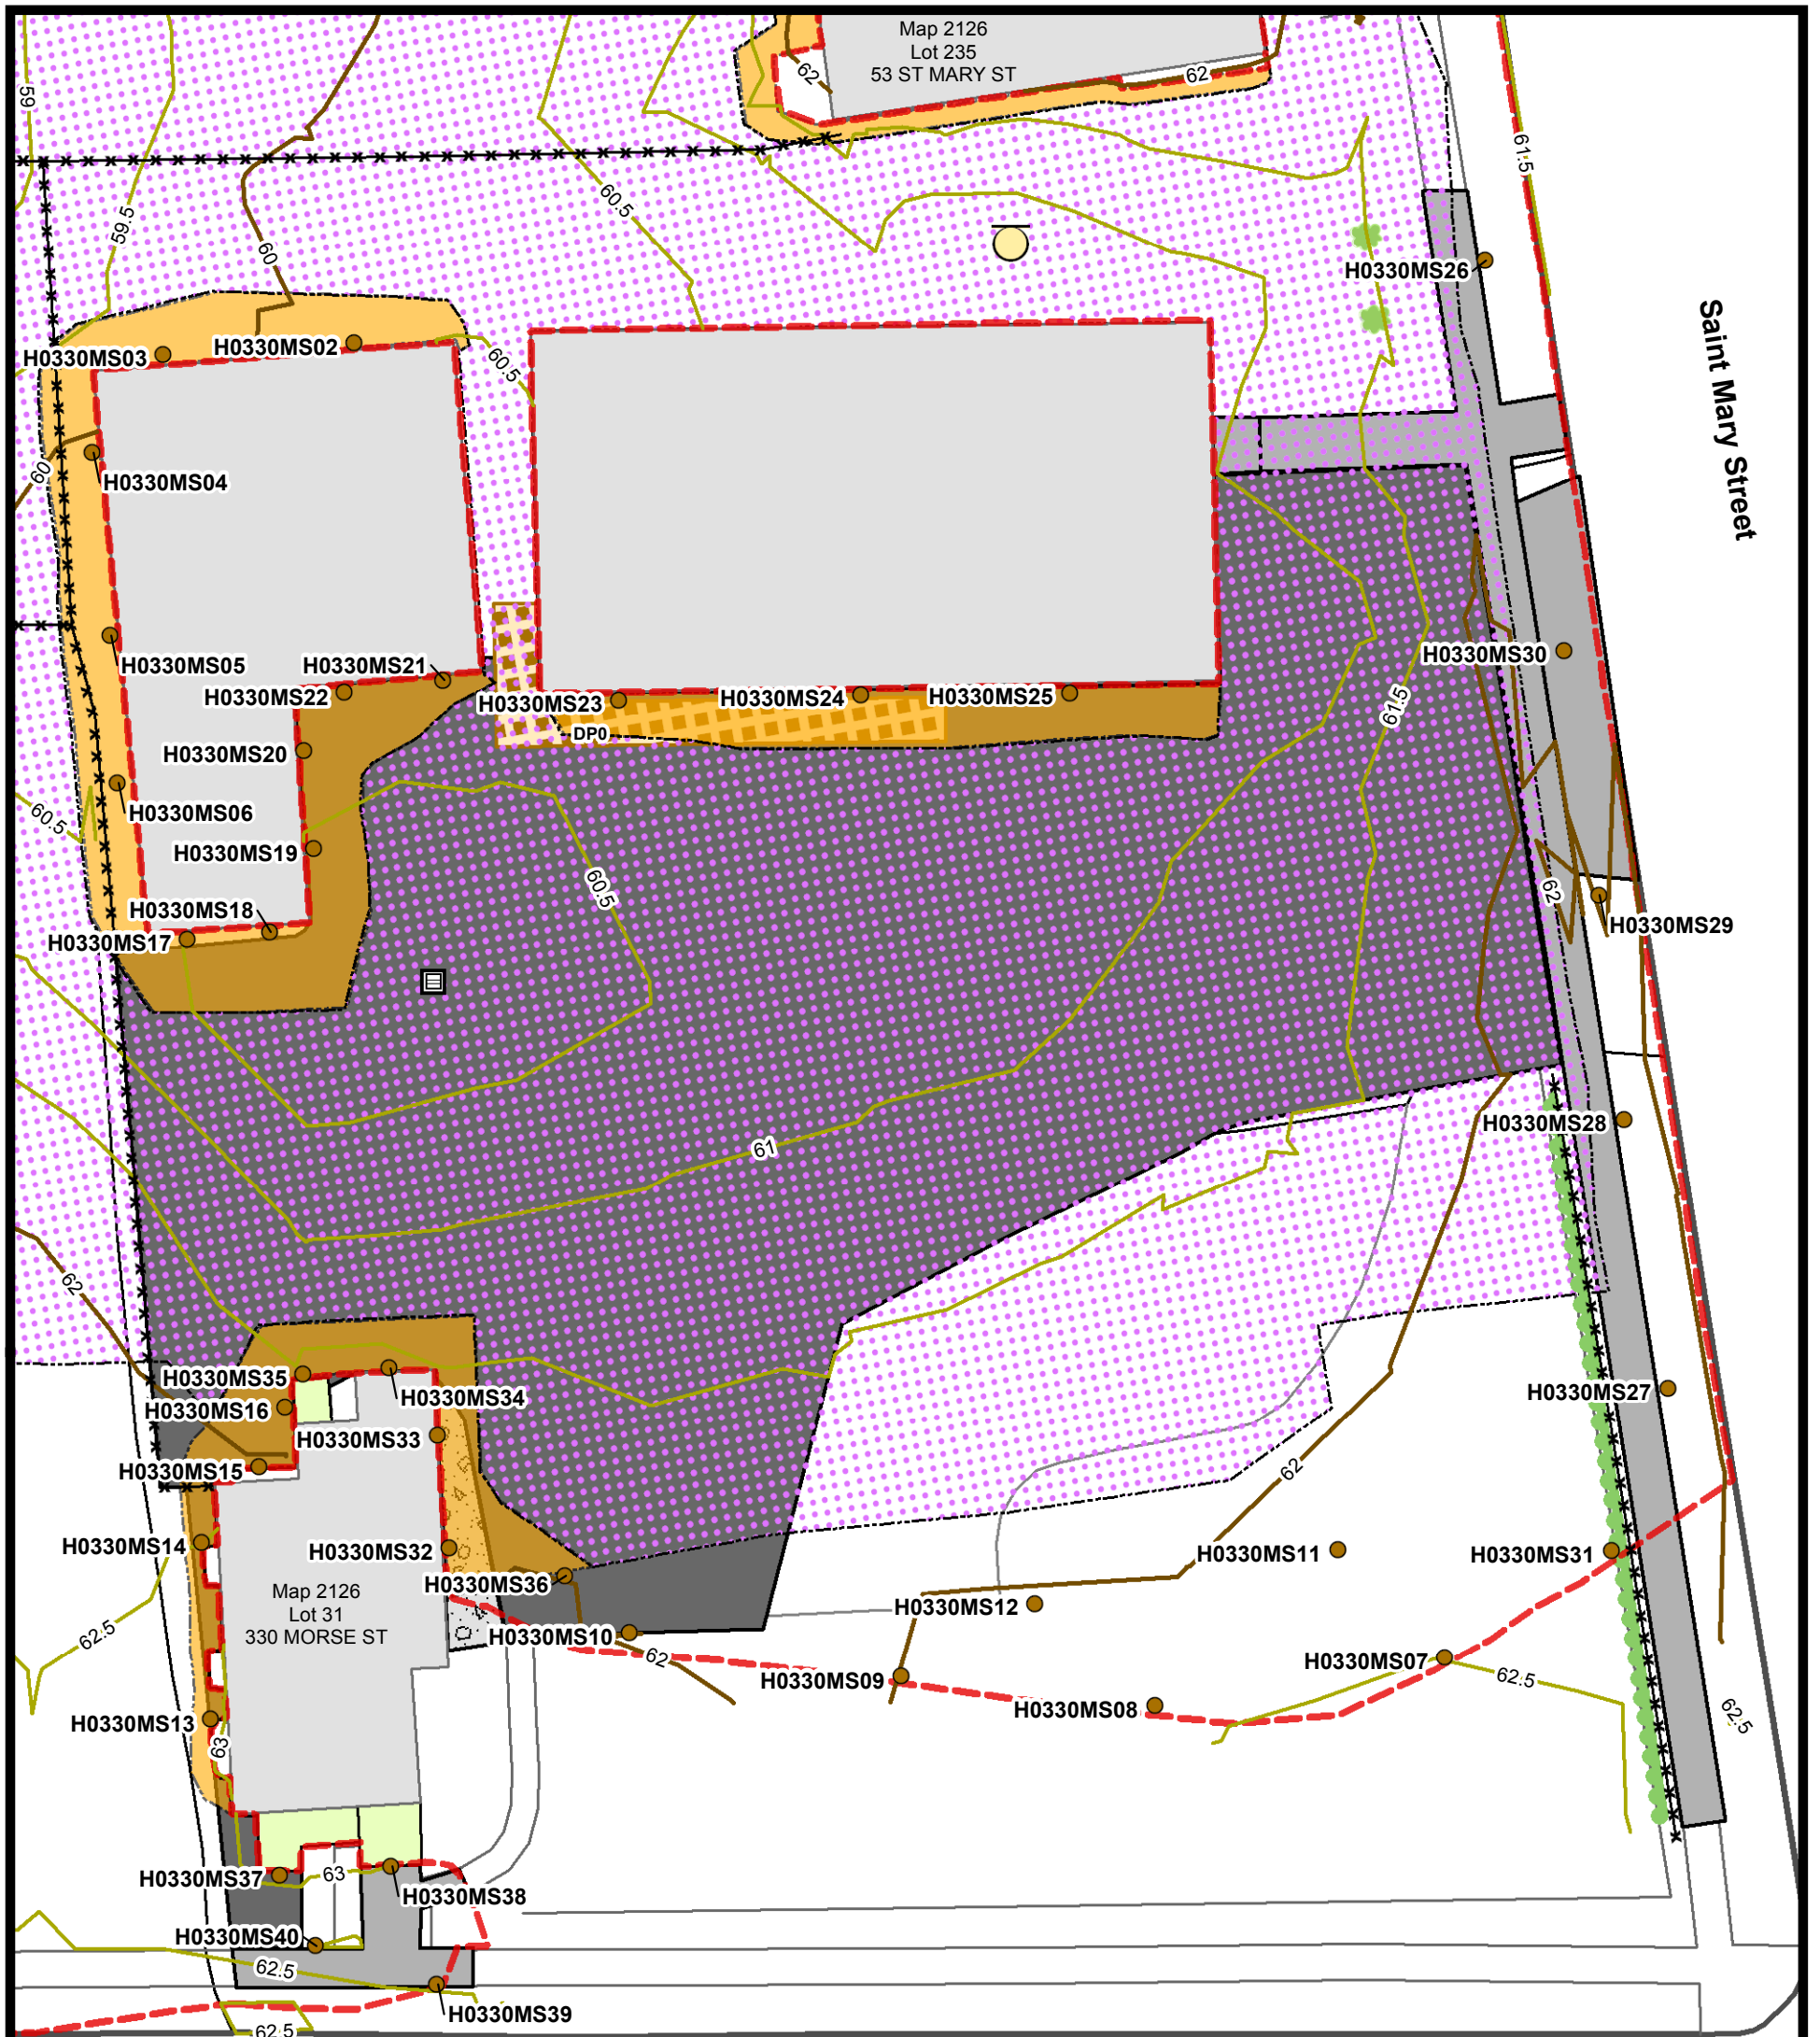 Map 2126
Lot 235
53 ST MARY ST
62
62
59
61.5
59.5
60.5
60
H0330MS26
Saint Mary Street
H0330MS03
H0330MS02
60.5
60
H0330MS04
H0330MS05
H0330MS21
H0330MS22
H0330MS23
H0330MS24
H0330MS25
H0330MS30
61.5
DP0
H0330MS20
60.5
H0330MS06
H0330MS19
60.5
62
H0330MS18
H0330MS17
H0330MS29
H0330MS28
61
62
H0330MS35
H0330MS34
H0330MS16
H0330MS27
H0330MS33
H0330MS15
62
H0330MS14
H0330MS32
H0330MS11
H0330MS31
H0330MS36
Map 2126
Lot 31
330 MORSE ST
H0330MS12
62.5
H0330MS10
62
H0330MS09
H0330MS07
62.5
H0330MS08
62.5
H0330MS13
63
H0330MS37
63
H0330MS38
H0330MS40
62.5
H0330MS39
62.5